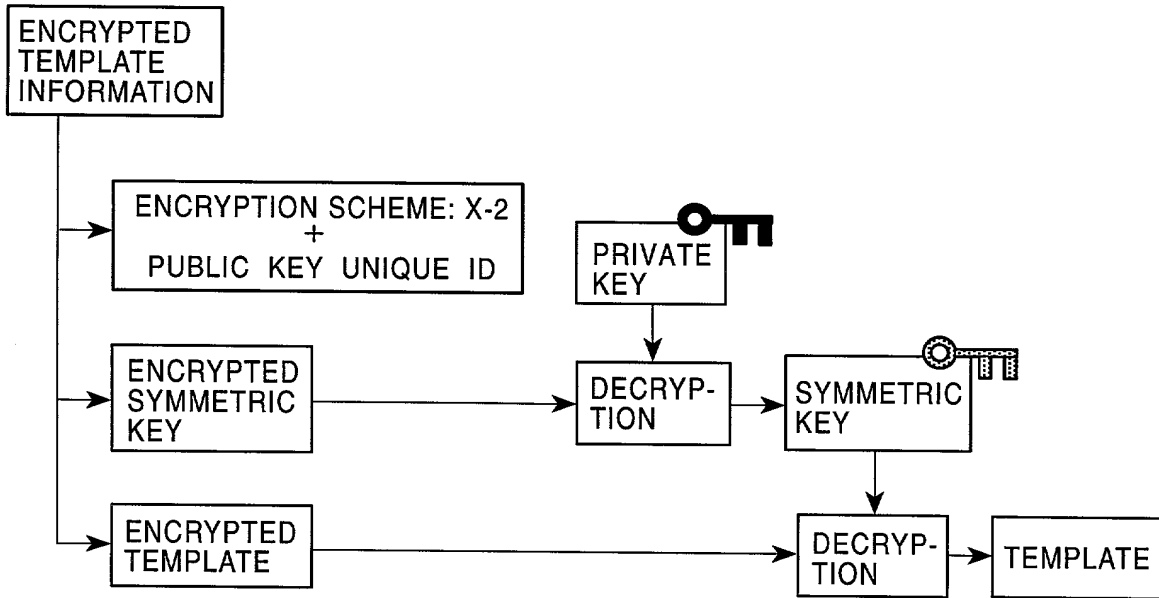 ENCRYPTED
TEMPLATE
INFORMATION
ENCRYPTION SCHEME: X-2
+
PUBLIC KEY UNIQUE ID
PRIVATE
KEY
ENCRYPTED
SYMMETRIC
KEY
DECRYP-
TION
SYMMETRIC
KEY
ENCRYPTED
TEMPLATE
DECRYP-
TION
TEMPLATE